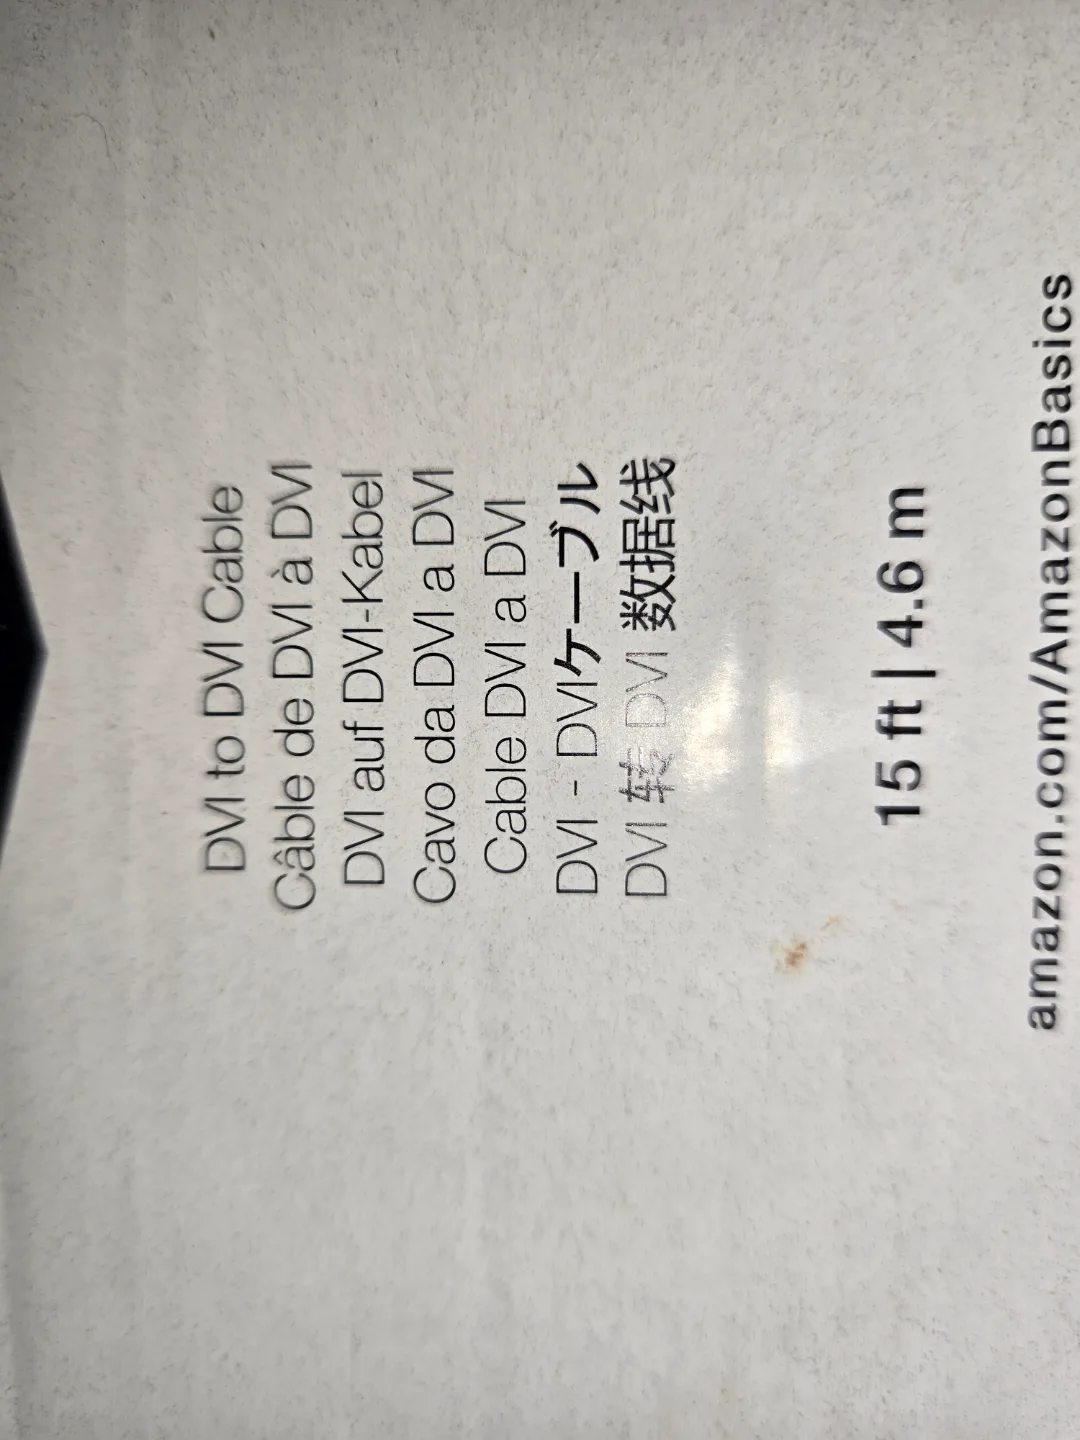 DVI to DVI Cable
Câble de DVI à DVI
DVI auf DVI-Kabel
Cavo da DVI a DVI
Cable DVI a DVI
DVI - DVIケーブル
DVI 转 DVI 数据线
15 ft | 4.6 m
amazon.com/AmazonBasics